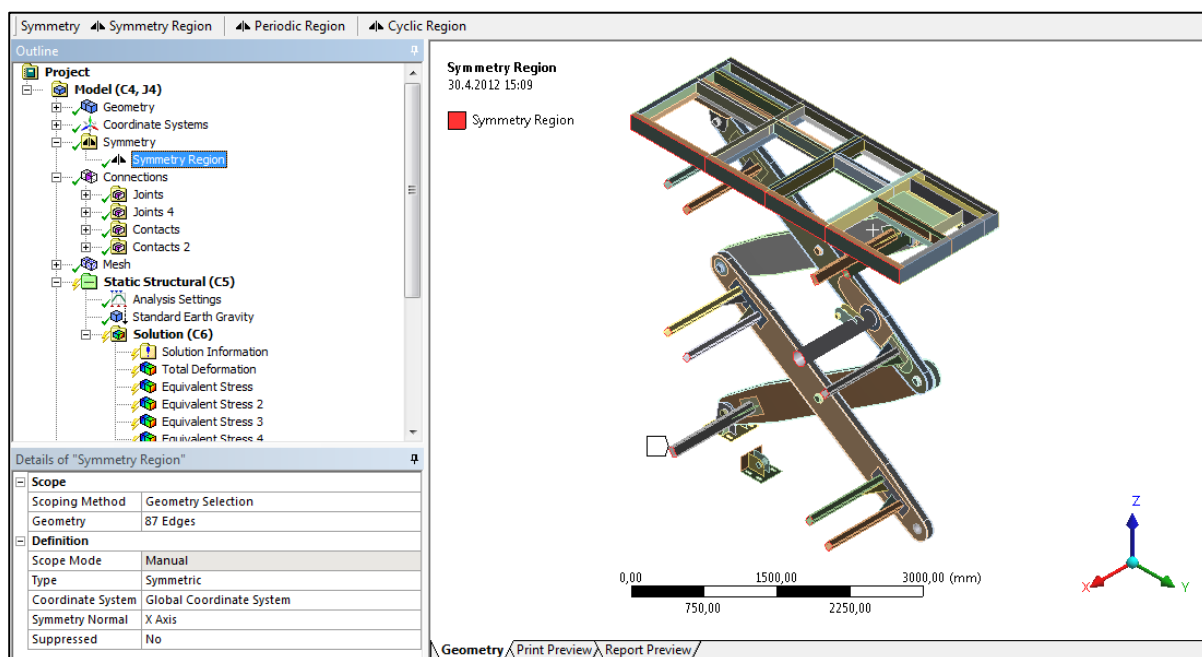 Symmetry Symmetry Region Periodic Region Cyclic Region
Outline
Project
Model (C4, J4)
Geometry
Coordinate Systems
Symmetry
Symmetry Region
Connections
Joints
Joints 4
Contacts
Contacts 2
Mesh
Static Structural (C5)
Analysis Settings
Standard Earth Gravity
Solution (C6)
Solution Information
Total Deformation
Equivalent Stress
Equivalent Stress 2
Equivalent Stress 3
Equivalent Stress 4
Details of "Symmetry Region"
Scope
Scoping Method Geometry Selection
Geometry 87 Edges
Definition
Scope Mode Manual
Type Symmetric
Coordinate System Global Coordinate System
Symmetry Normal X Axis
Suppressed No
Symmetry Region
30.4.2012 15:09
Symmetry Region
0,00 1500,00 3000,00 (mm)
750,00 2250,00
Z
X
Y
Geometry Print Preview Report Preview